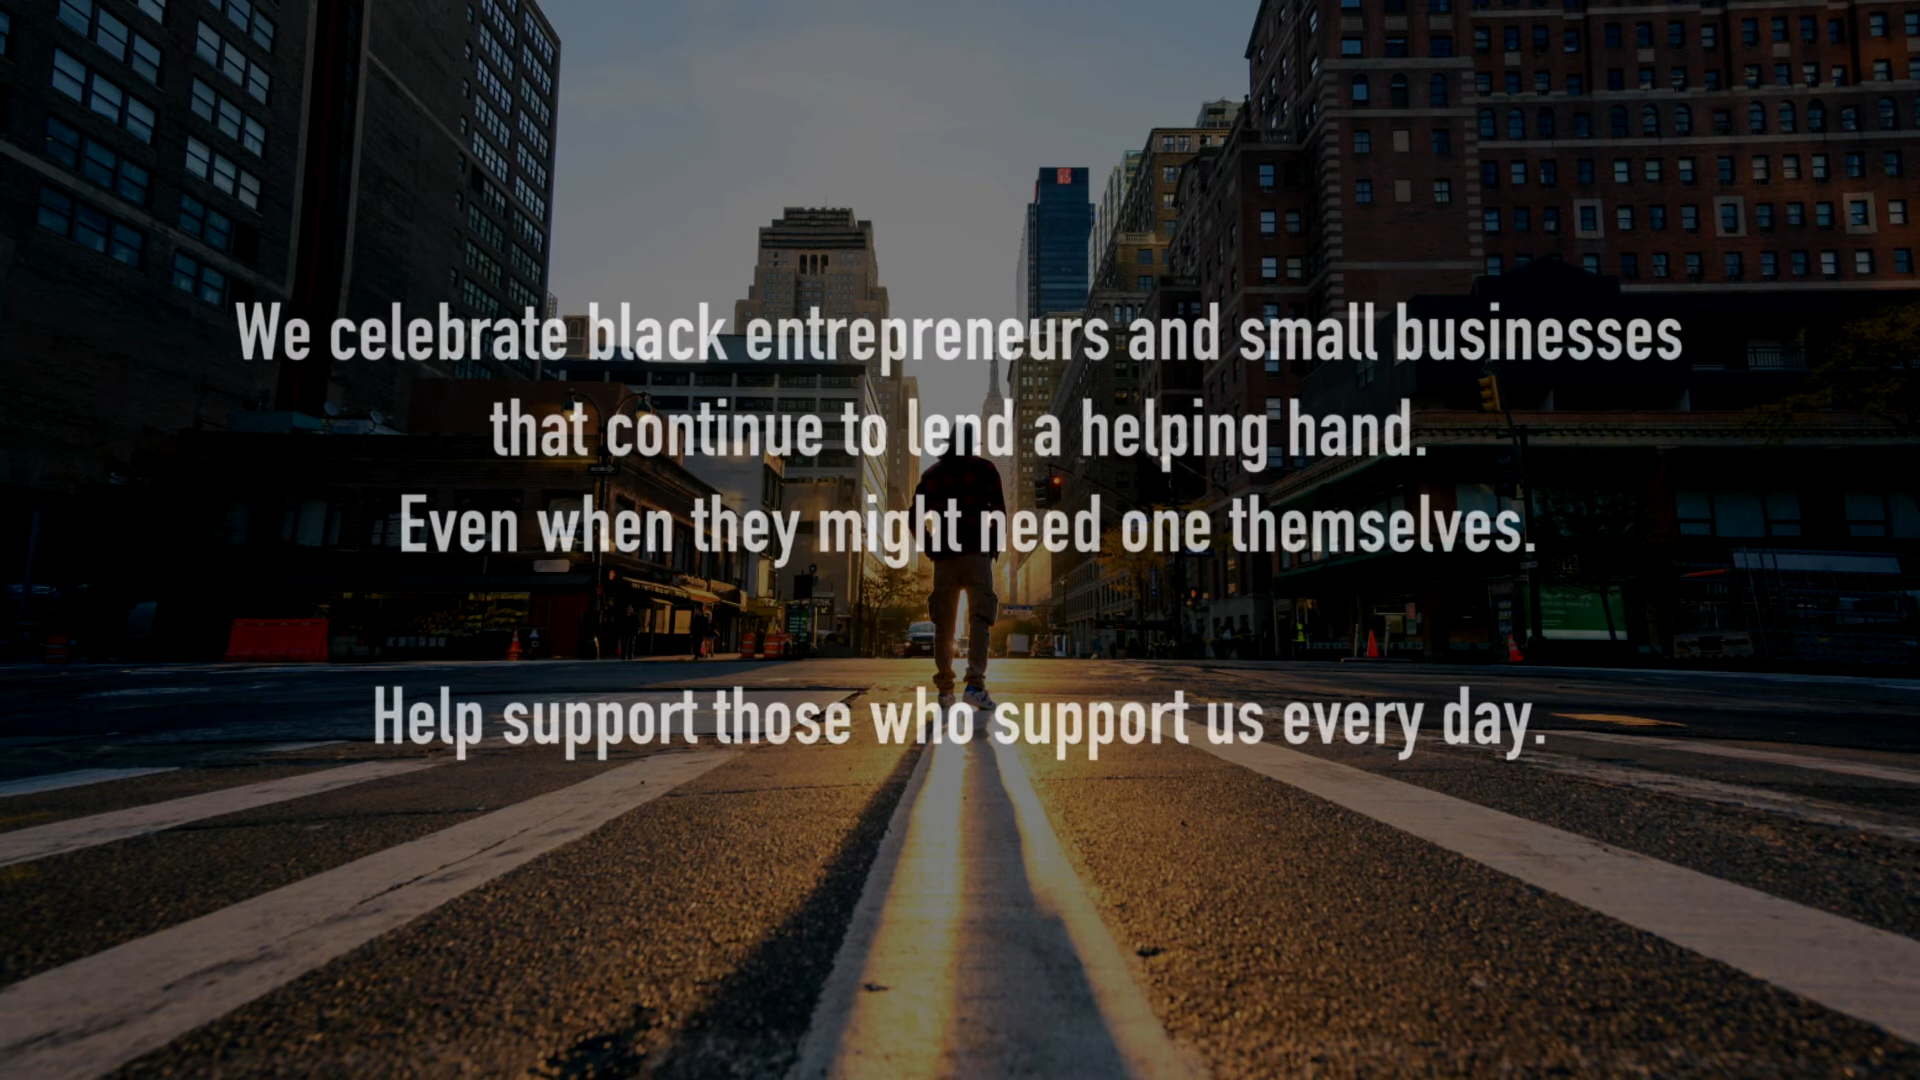 We celebrate black entrepreneurs and small businesses
that continue to lend a helping hand.
Even when they might need one themselves.
Help support those who support us every day.